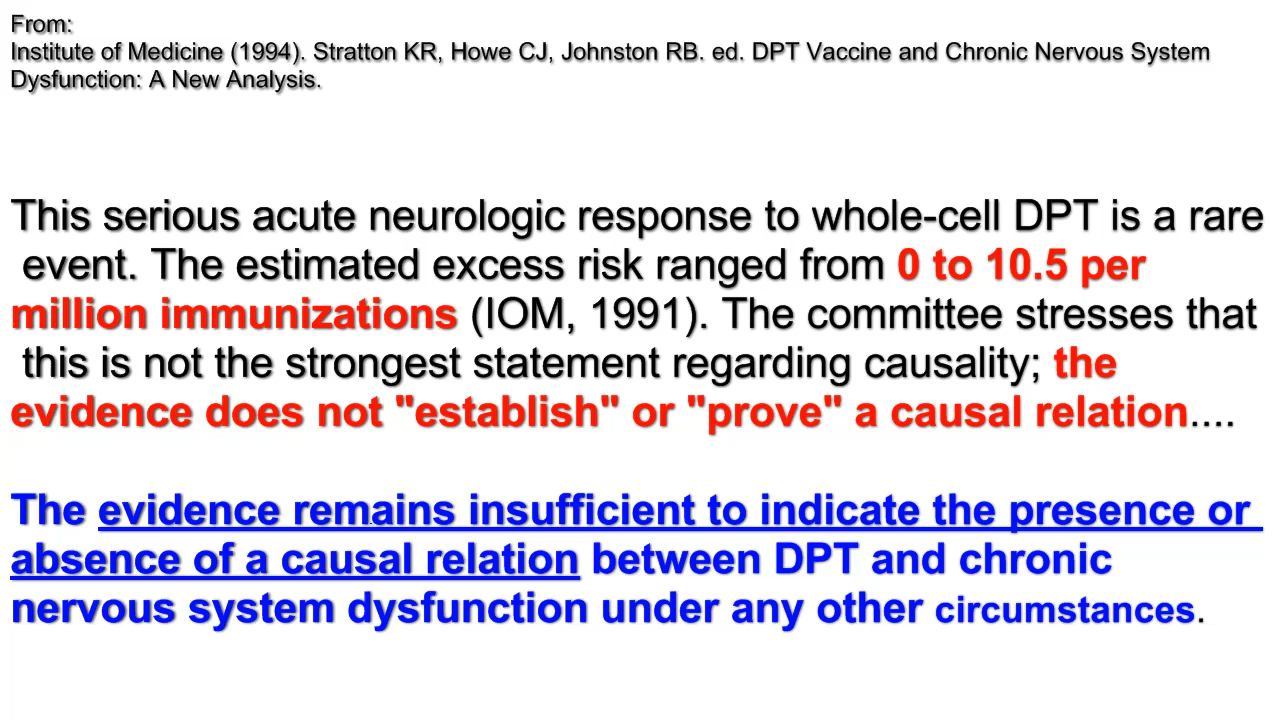 From:
Institute of Medicine (1994). Stratton KR, Howe CJ, Johnston RB. ed. DPT Vaccine and Chronic Nervous System
Dysfunction: A New Analysis.
This serious acute neurologic response to whole-cell DPT is a rare
event. The estimated excess risk ranged from 0 to 10.5 per
million immunizations (IOM, 1991). The committee stresses that
this is not the strongest statement regarding causality; the
evidence does not "establish" or "prove" a causal relation....
The evidence remains insufficient to indicate the presence or
absence of a causal relation between DPT and chronic
nervous system dysfunction under any other circumstances.